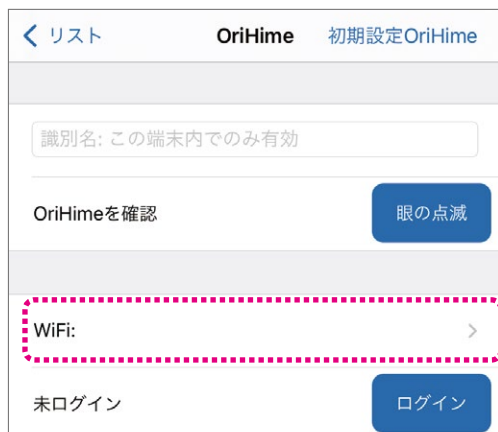 リスト OriHime 初期設定OriHime
識別名: この端末内でのみ有効
OriHimeを確認 眼の点滅
WiFi:
未ログイン ログイン